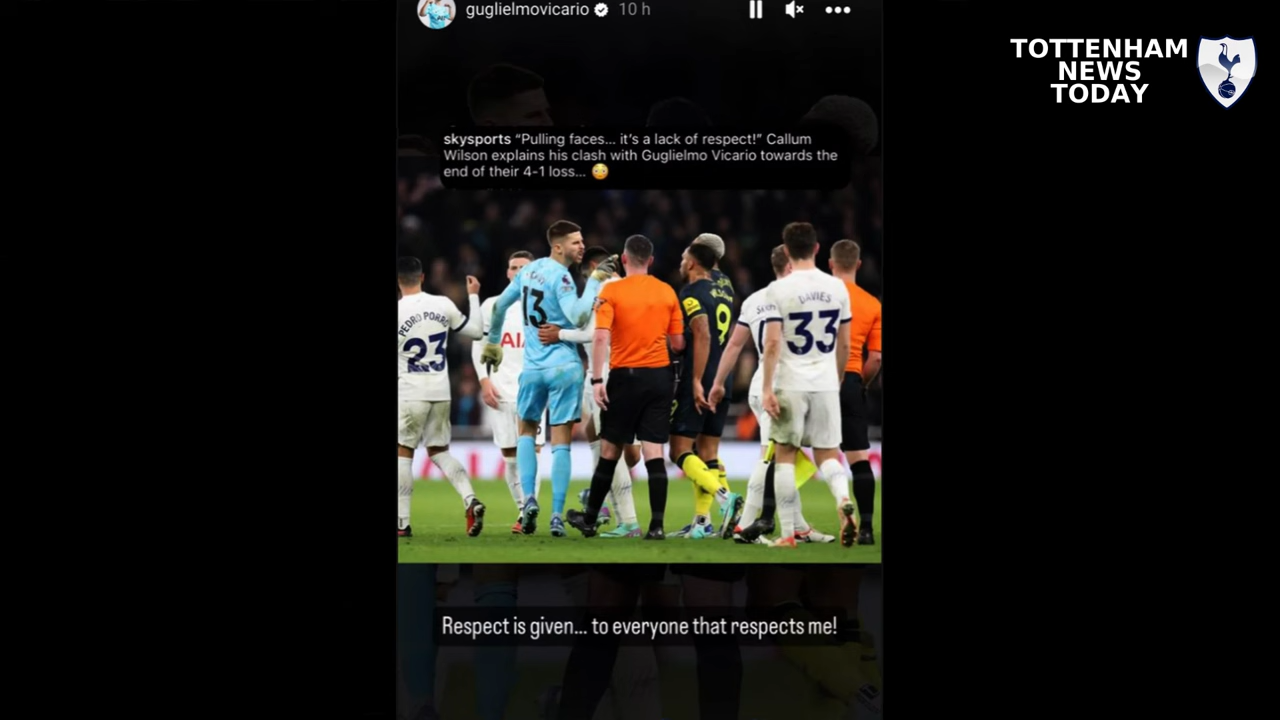 guglielmovicario 10 h
TOTTENHAM
NEWS
TODAY
skysports “Pulling faces... it’s a lack of respect!” Callum
Wilson explains his clash with Guglielmo Vicario towards the
end of their 4-1 loss... 😳
13
9
DAVIES
33
PEDRO PORRO
23
AIA
Respect is given... to everyone that respects me!